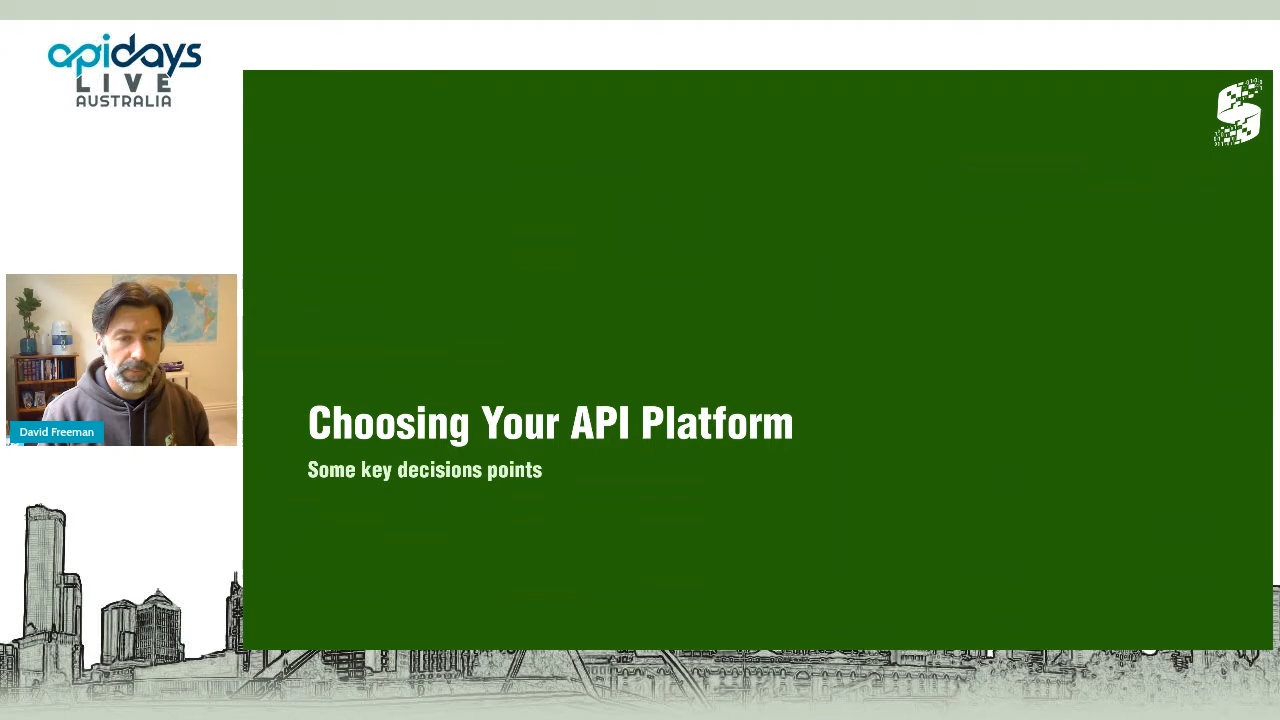 apidays
LIVE
AUSTRALIA
David Freeman
Choosing Your API Platform
Some key decisions points